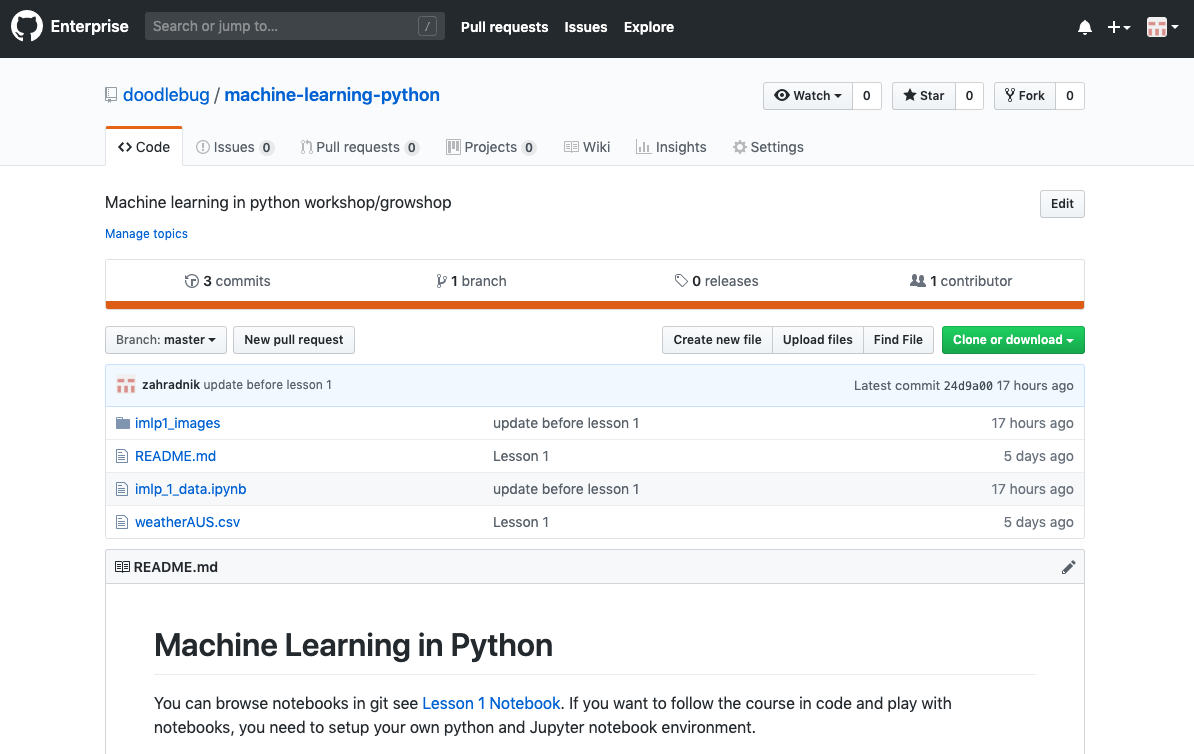 Enterprise Search or jump to... / Pull requests Issues Explore
doodlebug / machine-learning-python Watch 0 Star 0 Fork 0
Code Issues 0 Pull requests 0 Projects 0 Wiki Insights Settings
Machine learning in python workshop/growshop Edit
Manage topics
3 commits 1 branch 0 releases 1 contributor
Branch: master New pull request Create new file Upload files Find File Clone or download
zahradnik update before lesson 1 Latest commit 24d9a00 17 hours ago
imlp1_images update before lesson 1 17 hours ago
README.md Lesson 1 5 days ago
imlp_1_data.ipynb update before lesson 1 17 hours ago
weatherAUS.csv Lesson 1 5 days ago
README.md
Machine Learning in Python
You can browse notebooks in git see Lesson 1 Notebook. If you want to follow the course in code and play with
notebooks, you need to setup your own python and Jupyter notebook environment.